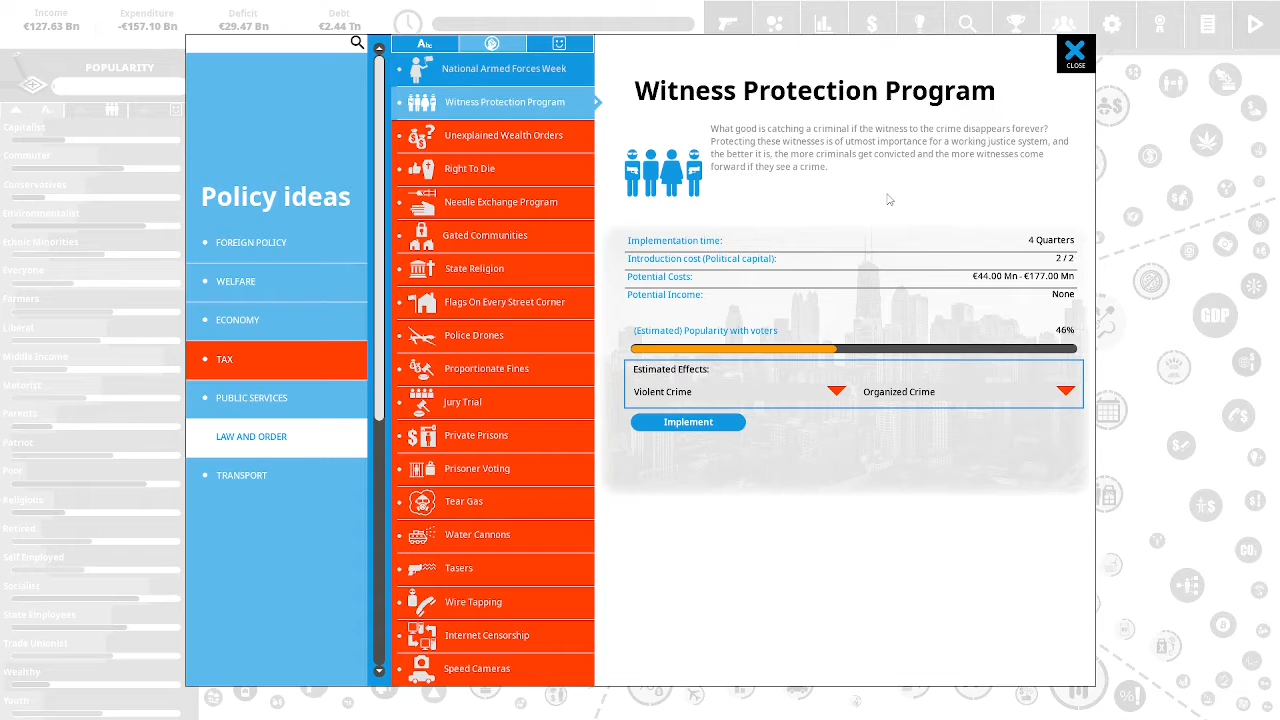 Income
Expenditure
Deficit
Debt
€127.63 Bn
-€157.10 Bn
€29.47 Bn
€2.44 Tn
POPULARITY
Capitalist
Commuter
Conservatives
Environmentalist
Ethnic Minorities
Everyone
Farmers
Liberal
Middle Income
Motorist
Parents
Patriot
Poor
Religious
Retired
Self Employed
Socialist
State Employees
Trade Unionist
Wealthy
Youth
Policy ideas
FOREIGN POLICY
WELFARE
ECONOMY
TAX
PUBLIC SERVICES
LAW AND ORDER
TRANSPORT
Abc
National Armed Forces Week
Witness Protection Program
Unexplained Wealth Orders
Right To Die
Needle Exchange Program
Gated Communities
State Religion
Flags On Every Street Corner
Police Drones
Proportionate Fines
Jury Trial
Private Prisons
Prisoner Voting
Tear Gas
Water Cannons
Tasers
Wire Tapping
Internet Censorship
Speed Cameras
CLOSE
Witness Protection Program
What good is catching a criminal if the witness to the crime disappears forever?
Protecting these witnesses is of utmost importance for a working justice system, and
the better it is, the more criminals get convicted and the more witnesses come
forward if they see a crime.
Implementation time: 4 Quarters
Introduction cost (Political capital): 2 / 2
Potential Costs: €44.00 Mn - €177.00 Mn
Potential Income: None
(Estimated) Popularity with voters 46%
Estimated Effects:
Violent Crime
Organized Crime
Implement
GDP
CO₂